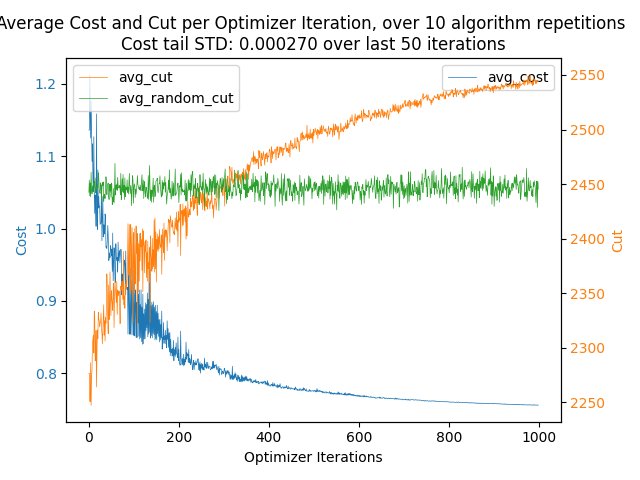 Average Cost and Cut per Optimizer Iteration, over 10 algorithm repetitions
Cost tail STD: 0.000270 over last 50 iterations
avg_cut
avg_random_cut
avg_cost
1.2
1.1
1.0
0.9
0.8
Cost
2550
2500
2450
2400
2350
2300
2250
Cut
0 200 400 600 800 1000
Optimizer Iterations